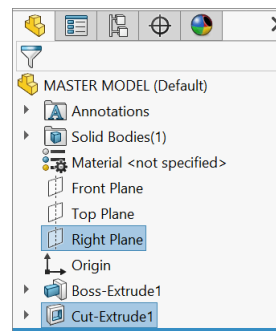 MASTER MODEL (Default)
Annotations
Solid Bodies(1)
Material <not specified>
Front Plane
Top Plane
Right Plane
Origin
Boss-Extrude1
Cut-Extrude1